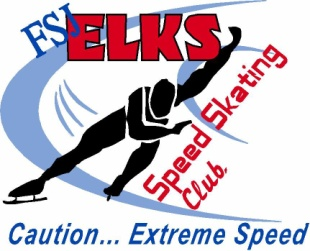 FSJ
ELKS
Speed Skating
Club.
Caution... Extreme Speed